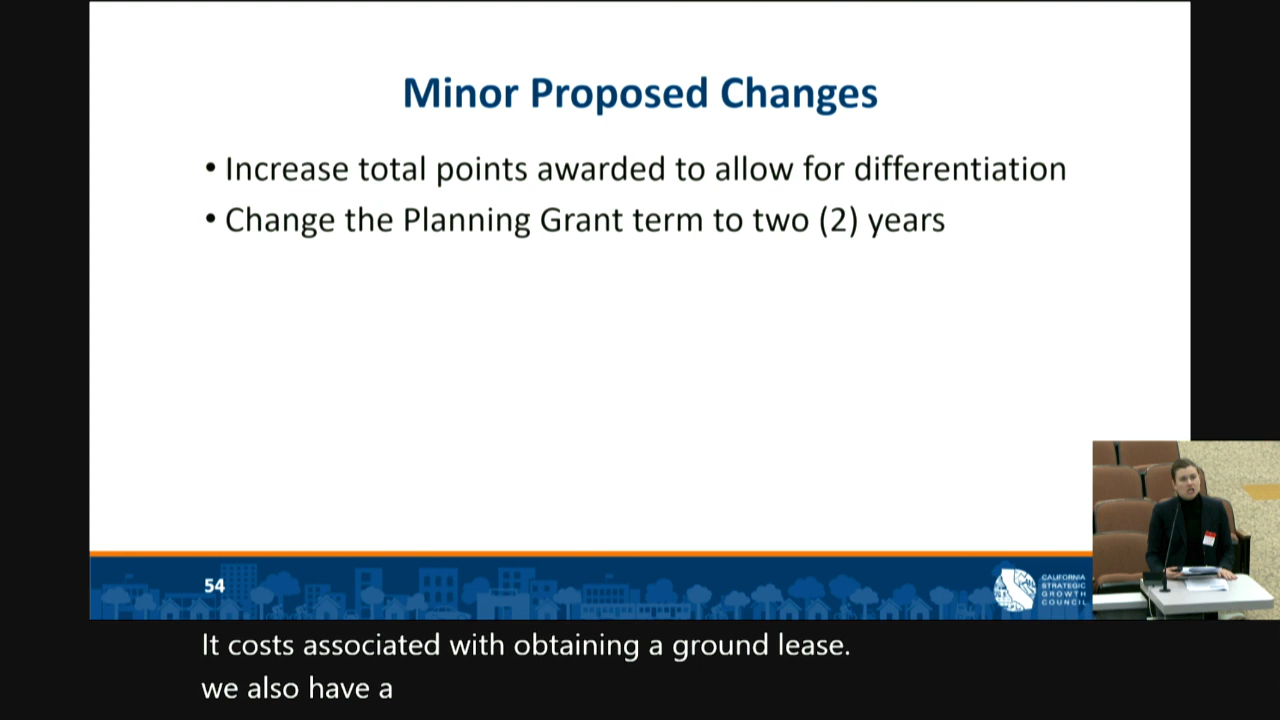 Minor Proposed Changes
• Increase total points awarded to allow for differentiation
• Change the Planning Grant term to two (2) years
54
CALIFORNIA
STRATEGIC
GROWTH
COUNCIL
It costs associated with obtaining a ground lease.
we also have a